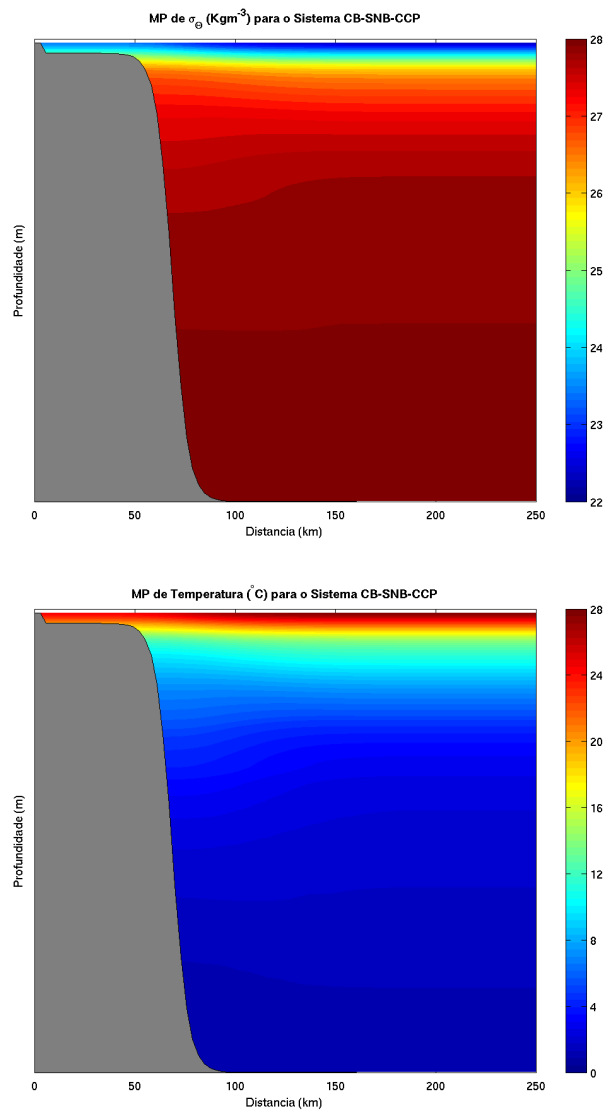 MP de σΘ (Kgm-3) para o Sistema CB-SNB-CCP
28
27
26
25
24
23
22
Profundidade (m)
0 50 100 150 200 250
Distancia (km)
MP de Temperatura (°C) para o Sistema CB-SNB-CCP
28
24
20
16
12
8
4
0
Profundidade (m)
0 50 100 150 200 250
Distancia (km)